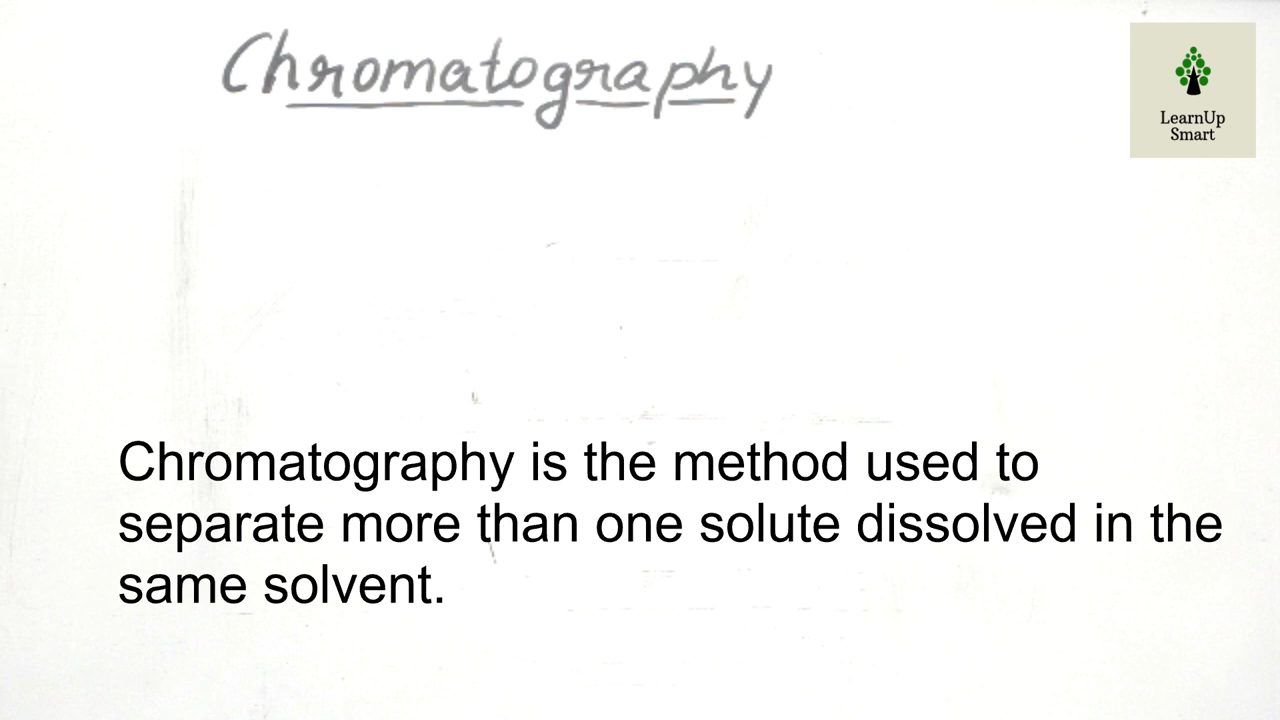 Chromatography
LearnUp
Smart
Chromatography is the method used to
separate more than one solute dissolved in the
same solvent.